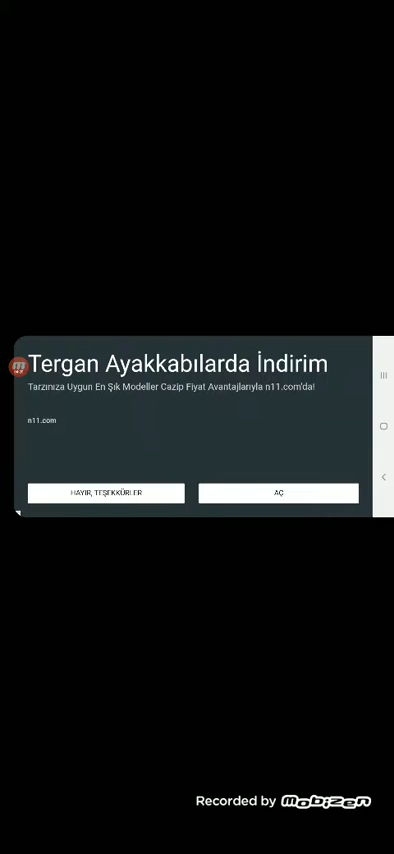 Tergan Ayakkabılarda İndirim
Tarzınıza Uygun En Şık Modeller Cazip Fiyat Avantajlarıyla n11.com'da!
n11.com
HAYIR, TEŞEKKÜRLER
AÇ
Recorded by mobizen